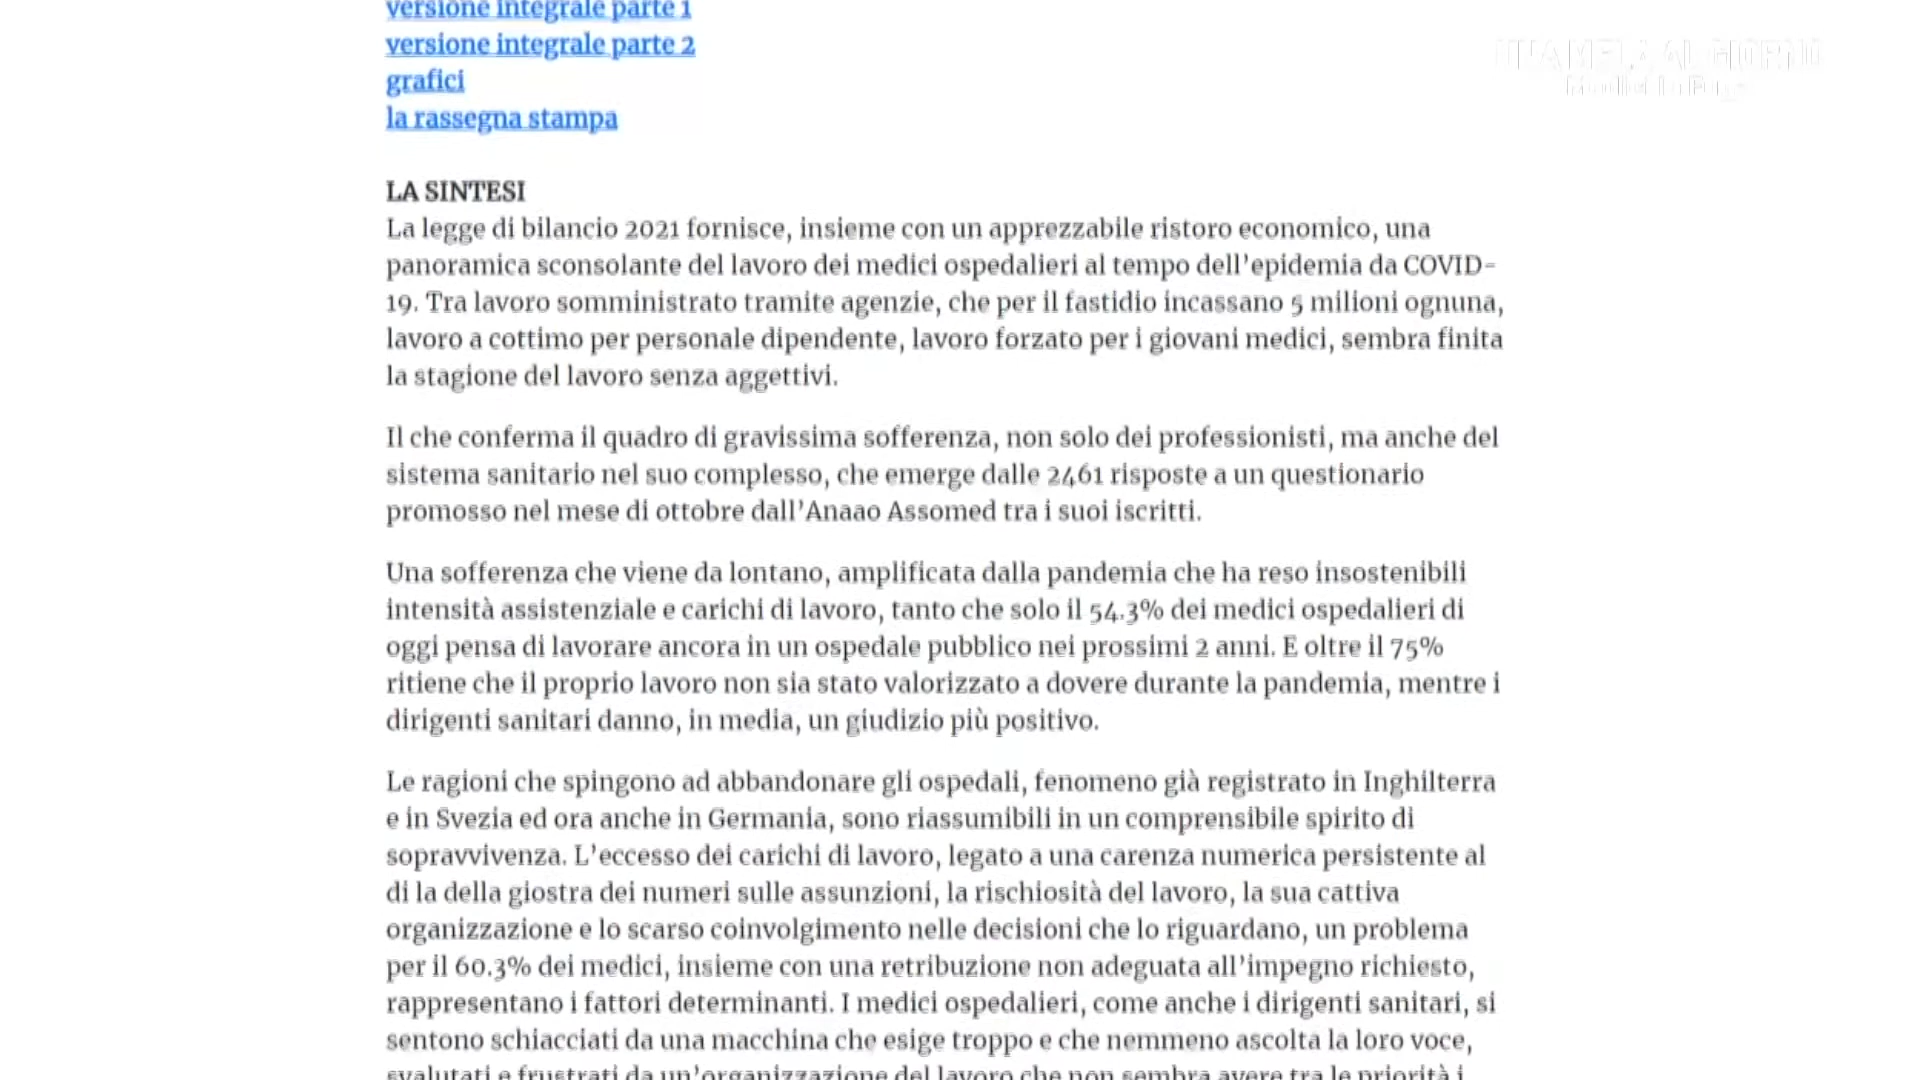 versione integrale parte 1
versione integrale parte 2
grafici
la rassegna stampa
LA SINTESI
La legge di bilancio 2021 fornisce, insieme con un apprezzabile ristoro economico, una
panoramica sconsolante del lavoro dei medici ospedalieri al tempo dell’epidemia da COVID-
19. Tra lavoro somministrato tramite agenzie, che per il fastidio incassano 5 milioni ognuna,
lavoro a cottimo per personale dipendente, lavoro forzato per i giovani medici, sembra finita
la stagione del lavoro senza aggettivi.
Il che conferma il quadro di gravissima sofferenza, non solo dei professionisti, ma anche del
sistema sanitario nel suo complesso, che emerge dalle 2461 risposte a un questionario
promosso nel mese di ottobre dall’Anaao Assomed tra i suoi iscritti.
Una sofferenza che viene da lontano, amplificata dalla pandemia che ha reso insostenibili
intensità assistenziale e carichi di lavoro, tanto che solo il 54.3% dei medici ospedalieri di
oggi pensa di lavorare ancora in un ospedale pubblico nei prossimi 2 anni. E oltre il 75%
ritiene che il proprio lavoro non sia stato valorizzato a dovere durante la pandemia, mentre i
dirigenti sanitari danno, in media, un giudizio più positivo.
Le ragioni che spingono ad abbandonare gli ospedali, fenomeno già registrato in Inghilterra
e in Svezia ed ora anche in Germania, sono riassumibili in un comprensibile spirito di
sopravvivenza. L’eccesso dei carichi di lavoro, legato a una carenza numerica persistente al
di la della giostra dei numeri sulle assunzioni, la rischiosità del lavoro, la sua cattiva
organizzazione e lo scarso coinvolgimento nelle decisioni che lo riguardano, un problema
per il 60.3% dei medici, insieme con una retribuzione non adeguata all’impegno richiesto,
rappresentano i fattori determinanti. I medici ospedalieri, come anche i dirigenti sanitari, si
sentono schiacciati da una macchina che esige troppo e che nemmeno ascolta la loro voce,
svalutati e frustrati da un’organizzazione del lavoro che non sembra avere tra le priorità i